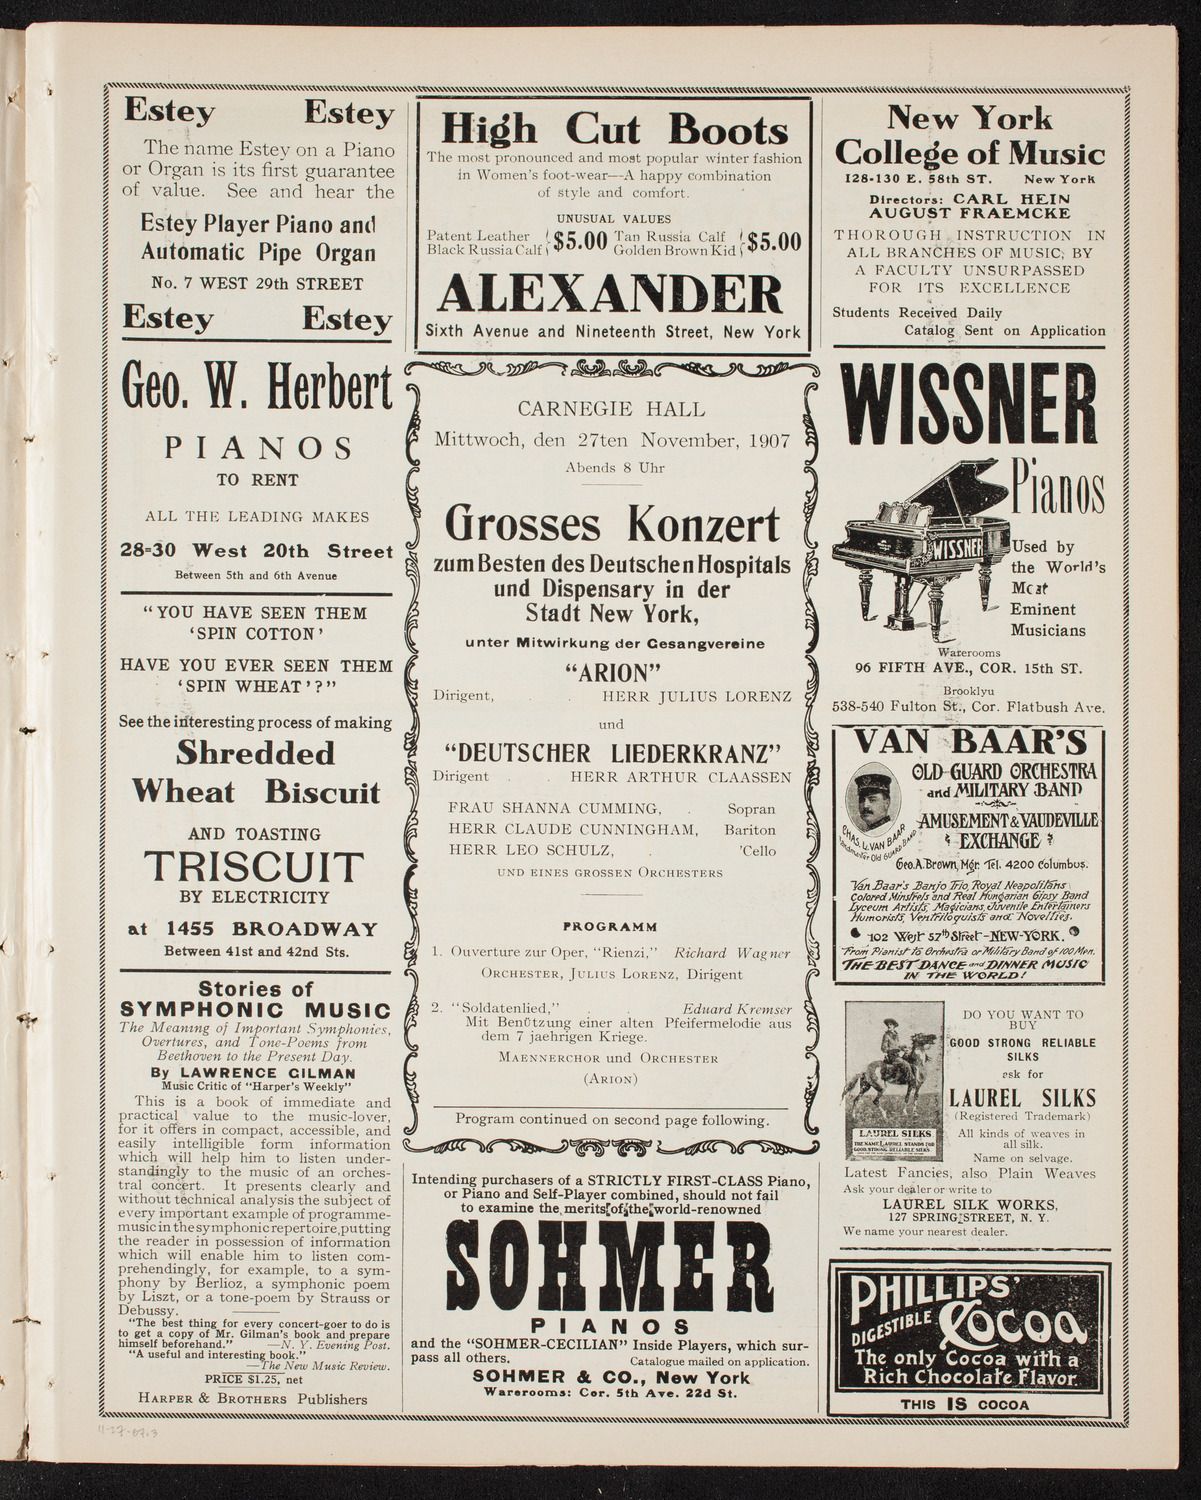 Estey Estey
The name Estey on a Piano
or Organ is its first guarantee
of value. See and hear the
Estey Player Piano and
Automatic Pipe Organ
No. 7 WEST 29th STREET
Estey Estey
Geo. W. Herbert
PIANOS
TO RENT
ALL THE LEADING MAKES
28=30 West 20th Street
Between 5th and 6th Avenue
"YOU HAVE SEEN THEM
'SPIN COTTON'
HAVE YOU EVER SEEN THEM
'SPIN WHEAT'?"
See the interesting process of making
Shredded
Wheat Biscuit
AND TOASTING
TRISCUIT
BY ELECTRICITY
at 1455 BROADWAY
Between 41st and 42nd Sts.
Stories of
SYMPHONIC MUSIC
The Meaning of Important Symphonies,
Overtures, and Tone-Poems from
Beethoven to the Present Day.
By LAWRENCE GILMAN
Music Critic of "Harper's Weekly"
This is a book of immediate and
practical value to the music-lover,
for it offers in compact, accessible, and
easily intelligible form information
which will help him to listen under-
standingly to the music of an orches-
tral concert. It presents clearly and
without technical analysis the subject of
every important example of programme-
music in the symphonic repertoire, putting
the reader in possession of information
which will enable him to listen com-
prehendingly, for example, to a sym-
phony by Berlioz, a symphonic poem
by Liszt, or a tone-poem by Strauss or
Debussy.
"The best thing for every concert-goer to do is
to get a copy of Mr. Gilman's book and prepare
himself beforehand." —N. Y. Evening Post.
"A useful and interesting book."
—The New Music Review.
PRICE $1.25, net
HARPER & BROTHERS Publishers
High Cut Boots
The most pronounced and most popular winter fashion
in Women's foot-wear—A happy combination
of style and comfort.
UNUSUAL VALUES
Patent Leather Black Russia Calf } $5.00 Tan Russia Calf Golden Brown Kid } $5.00
ALEXANDER
Sixth Avenue and Nineteenth Street, New York
CARNEGIE HALL
Mittwoch, den 27ten November, 1907
Abends 8 Uhr
Grosses Konzert
zum Besten des Deutschen Hospitals
und Dispensary in der
Stadt New York,
unter Mitwirkung der Gesangvereine
"ARION"
Dirigent, . . HERR JULIUS LORENZ
und
"DEUTSCHER LIEDERKRANZ"
Dirigent . . HERR ARTHUR CLAASSEN
FRAU SHANNA CUMMING, . Sopran
HERR CLAUDE CUNNINGHAM, Bariton
HERR LEO SCHULZ, . 'Cello
UND EINES GROSSEN ORCHESTERS
PROGRAMM
1. Ouverture zur Oper, "Rienzi," Richard Wagner
ORCHESTER, JULIUS LORENZ, Dirigent
2. "Soldatenlied," . . Eduard Kremser
Mit Benützung einer alten Pfeifermelodie aus
dem 7 jaehrigen Kriege.
MAENNERCHOR und ORCHESTER
(ARION)
Program continued on second page following.
Intending purchasers of a STRICTLY FIRST-CLASS Piano,
or Piano and Self-Player combined, should not fail
to examine the merits of the world-renowned
SOHMER
PIANOS
and the "SOHMER-CECILIAN" Inside Players, which sur-
pass all others. Catalogue mailed on application.
SOHMER & CO., New York
Warerooms: Cor. 5th Ave. 22d St.
New York
College of Music
128-130 E. 58th ST. New York
Directors: CARL HEIN
AUGUST FRAEMCKE
THOROUGH INSTRUCTION IN
ALL BRANCHES OF MUSIC; BY
A FACULTY UNSURPASSED
FOR ITS EXCELLENCE
Students Received Daily
Catalog Sent on Application
WISSNER
Pianos
WISSNER
Used by
the World's
Most
Eminent
Musicians
Warerooms
96 FIFTH AVE., COR. 15th ST.
Brooklyu
538-540 Fulton St., Cor. Flatbush Ave.
VAN BAAR'S
OLD GUARD ORCHESTRA
and MILITARY BAND
AMUSEMENT & VAUDEVILLE
EXCHANGE
CHAS. L. VAN BAAR
Bandmaster Old Guard Band
Geo. A. Brown, Mgr. Tel. 4200 Columbus.
Van Baar's Banjo Trio, Royal Neapolitans
Colored Minstrels and Real Hungarian Gipsy Band
Lyceum Artists, Magicians, Juvenile Entertainers
Humorists, Ventriloquists and Novelties.
102 West 57th Street - NEW-YORK.
From Pianist to Orchestra or Military Band of 100 Men.
THE BEST DANCE and DINNER MUSIC
IN THE WORLD!
LAUREL SILKS
THE NAME LAUREL STANDS FOR
GOOD STRONG RELIABLE SILKS
DO YOU WANT TO
BUY
GOOD STRONG RELIABLE
SILKS
ask for
LAUREL SILKS
(Registered Trademark)
All kinds of weaves in
all silk.
Name on selvage.
Latest Fancies, also Plain Weaves
Ask your dealer or write to
LAUREL SILK WORKS,
127 SPRING STREET, N. Y.
We name your nearest dealer.
PHILLIPS'
DIGESTIBLE Cocoa
The only Cocoa with a
Rich Chocolate Flavor.
THIS IS COCOA
11-27-07.3